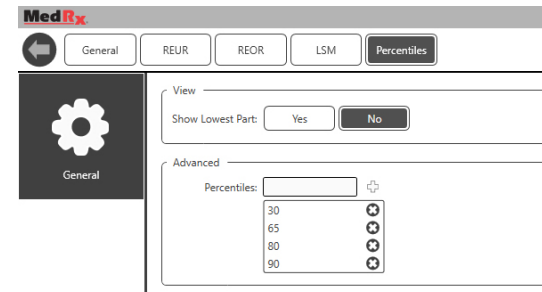 MedRx.
General REUR REOR LSM Percentiles
View
Show Lowest Part: Yes No
General
Advanced
Percentiles:
30
65
80
90